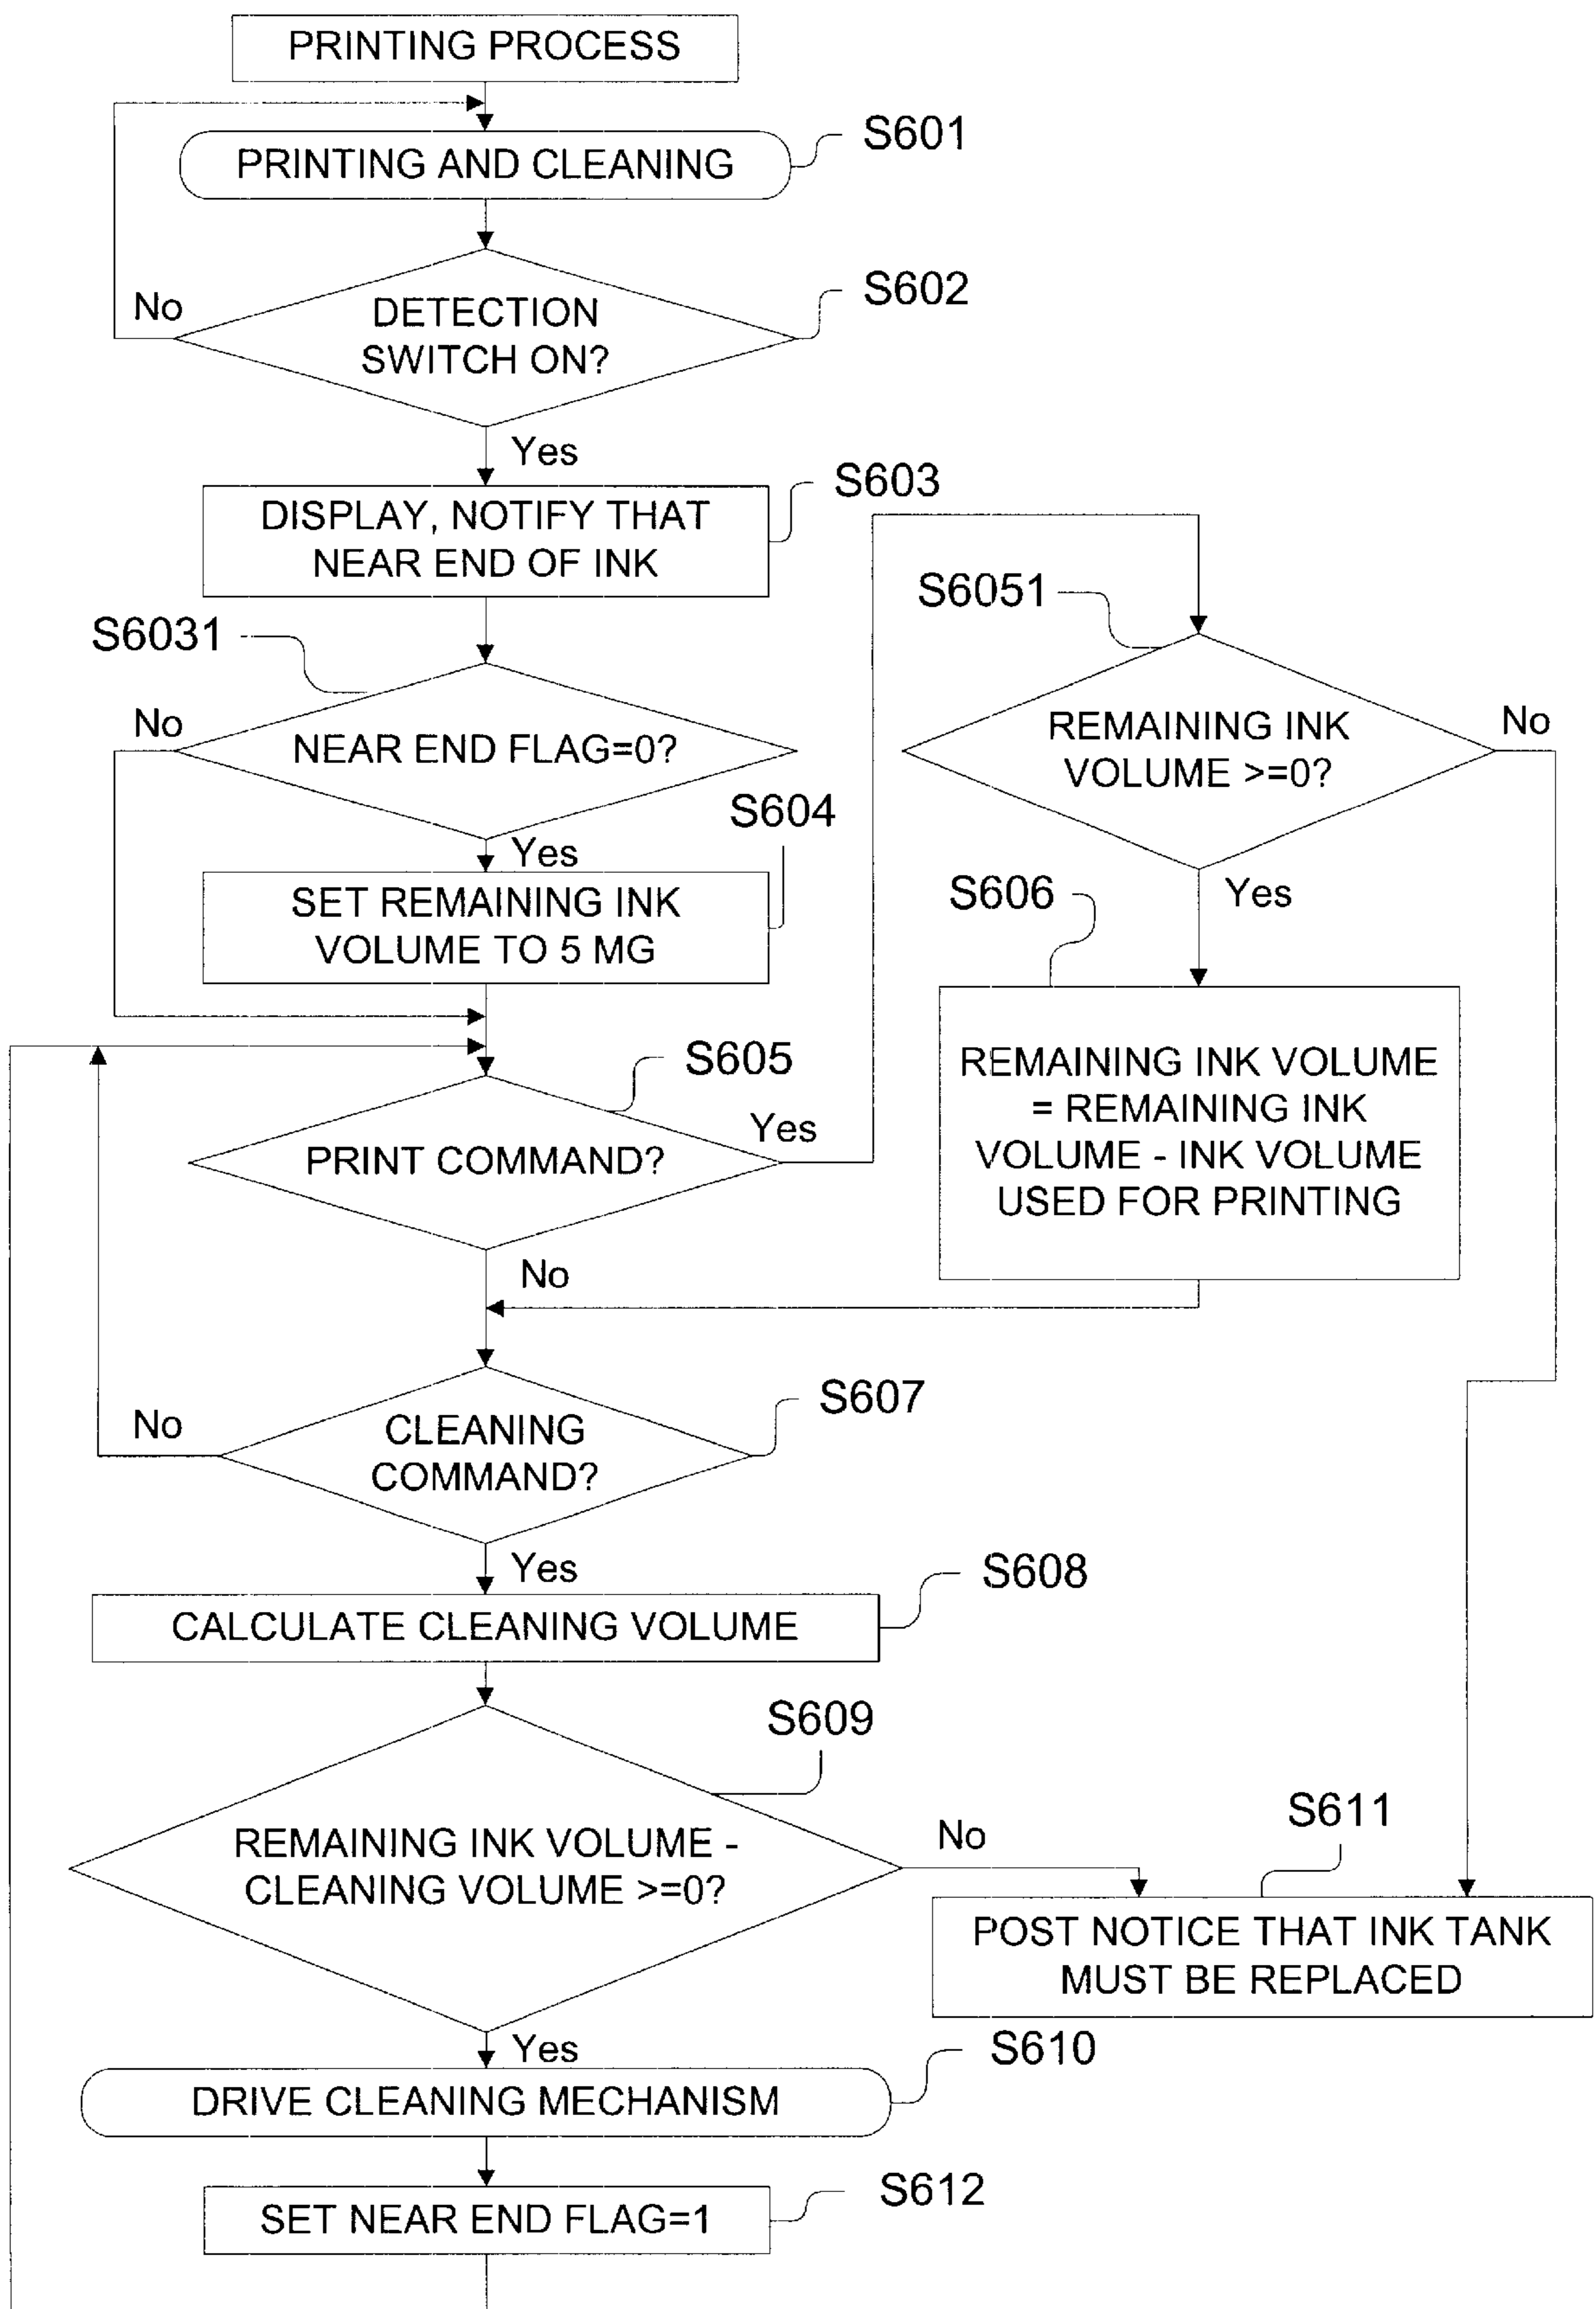 PRINTING PROCESS
S601
PRINTING AND CLEANING
S602
No
DETECTION
SWITCH ON?
Yes
S603
DISPLAY, NOTIFY THAT
NEAR END OF INK
S6051
S6031
No
NEAR END FLAG=0?
REMAINING INK
VOLUME >=0?
No
S604
Yes
SET REMAINING INK
VOLUME TO 5 MG
S606
Yes
S605
REMAINING INK VOLUME
= REMAINING INK
VOLUME - INK VOLUME
USED FOR PRINTING
Yes
PRINT COMMAND?
No
S607
No
CLEANING
COMMAND?
Yes
S608
CALCULATE CLEANING VOLUME
S609
REMAINING INK VOLUME -
CLEANING VOLUME >=0?
No
S611
POST NOTICE THAT INK TANK
MUST BE REPLACED
Yes
S610
DRIVE CLEANING MECHANISM
S612
SET NEAR END FLAG=1